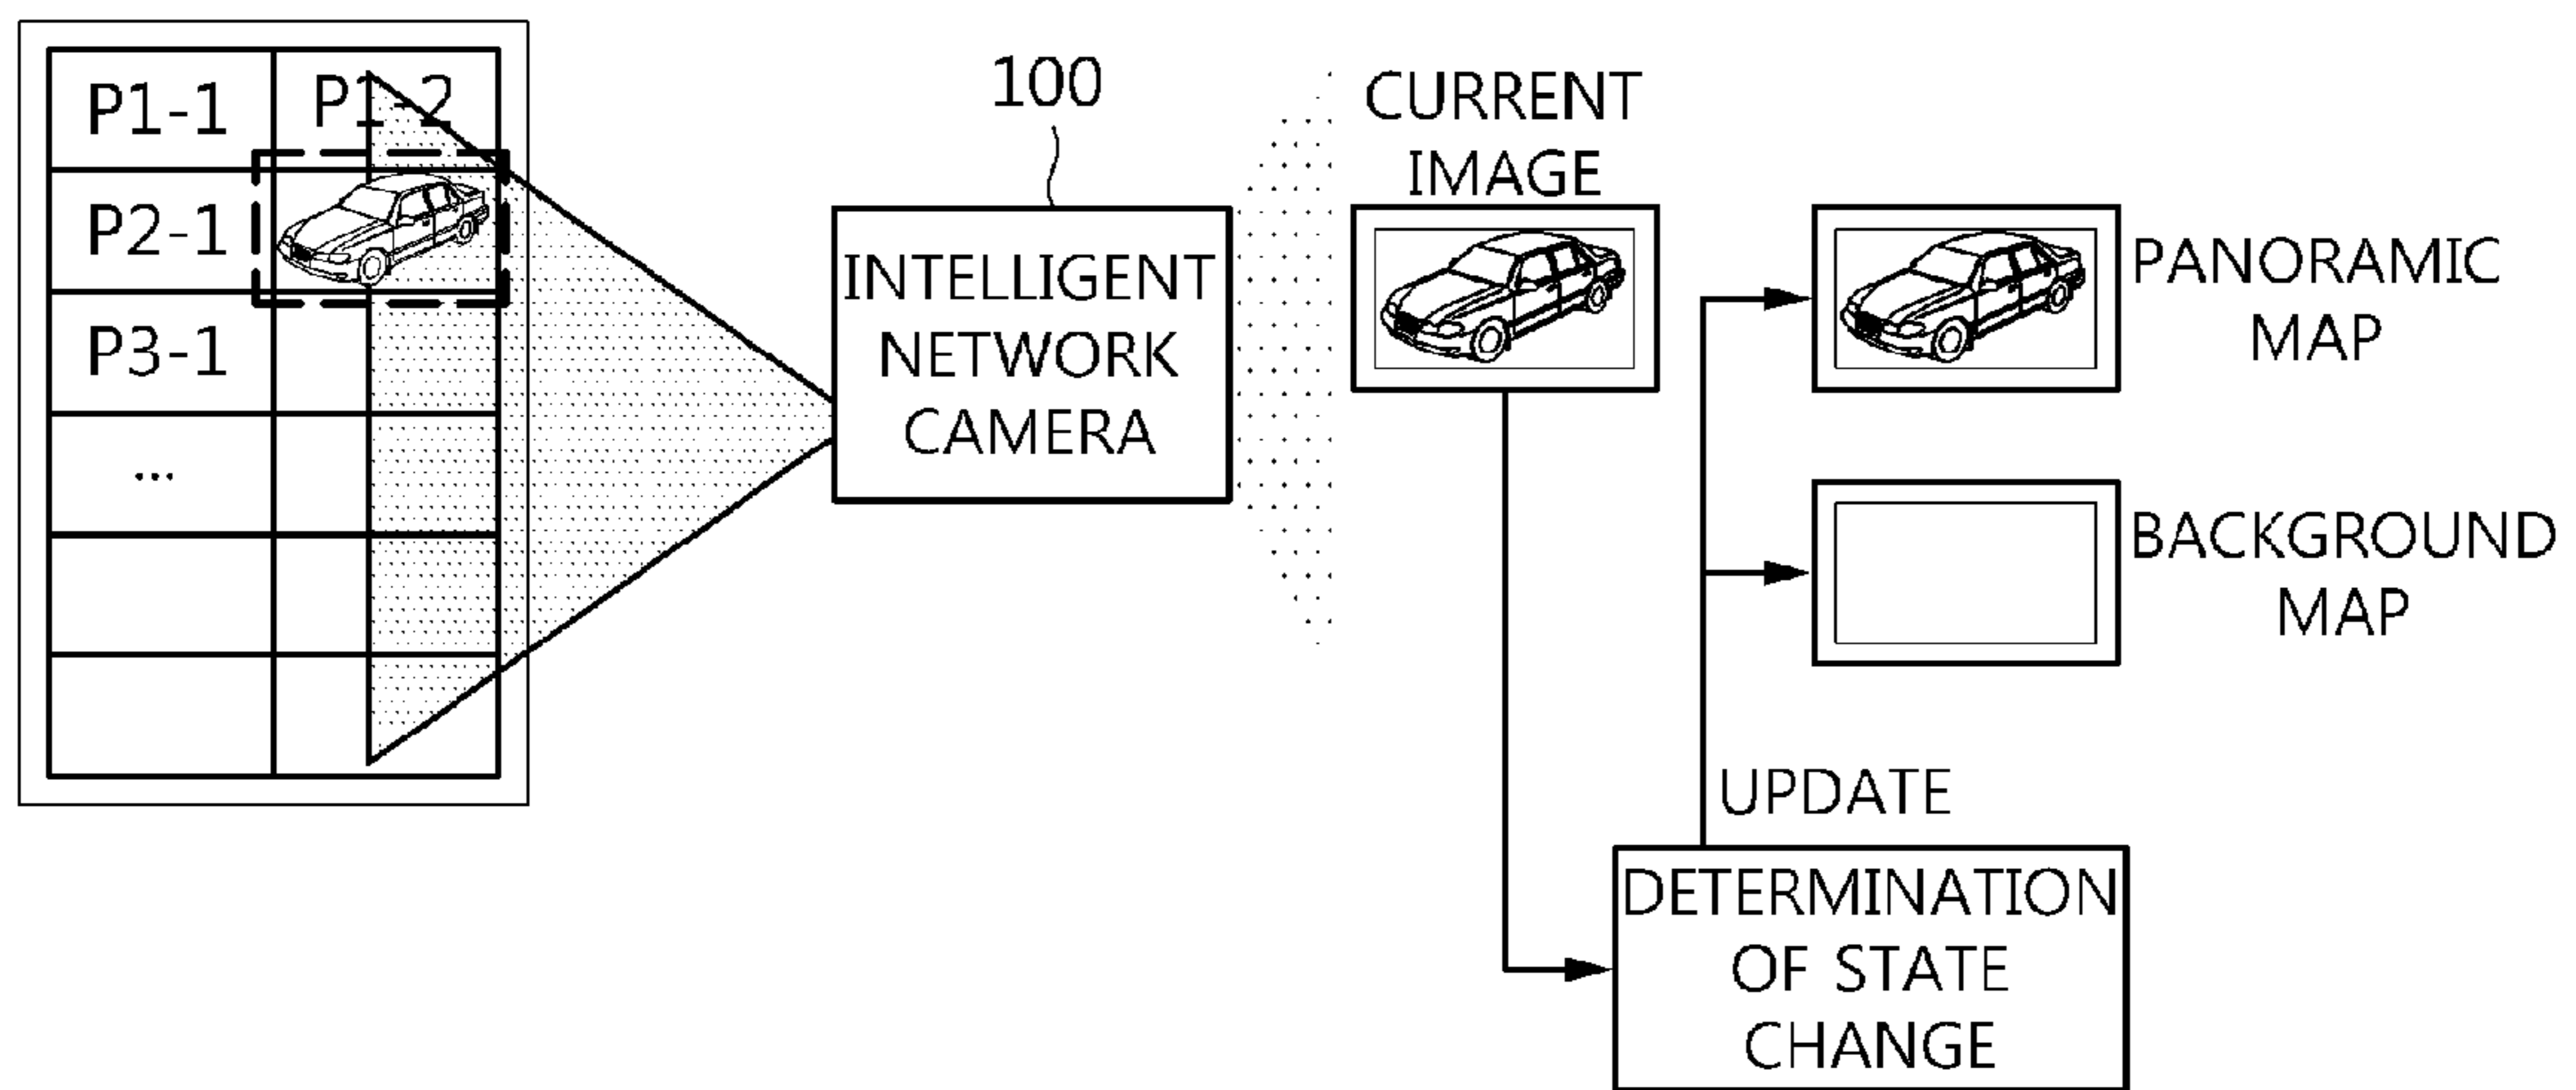 P1-1
P1-2
P2-1
P3-1
...
100
INTELLIGENT
NETWORK
CAMERA
CURRENT
IMAGE
PANORAMIC
MAP
BACKGROUND
MAP
UPDATE
DETERMINATION
OF STATE
CHANGE